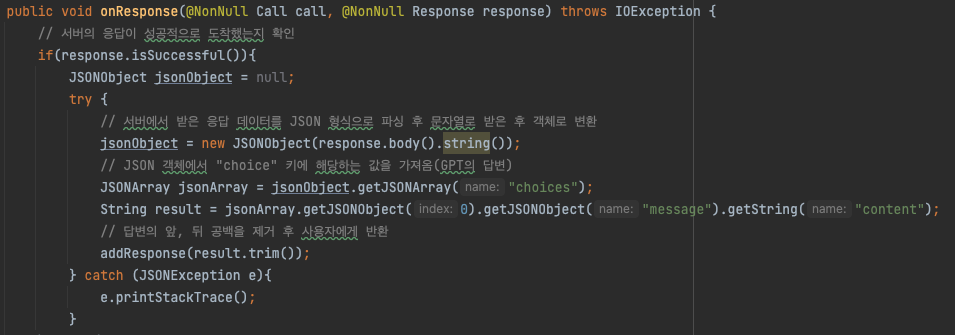 public void onResponse(@NonNull Call call, @NonNull Response response) throws IOException {
// 서버의 응답이 성공적으로 도착했는지 확인
if(response.isSuccessful()){
JSONObject jsonObject = null;
try {
// 서버에서 받은 응답 데이터를 JSON 형식으로 파싱 후 문자열로 받은 후 객체로 변환
jsonObject = new JSONObject(response.body().string());
// JSON 객체에서 "choice" 키에 해당하는 값을 가져옴(GPT의 답변)
JSONArray jsonArray = jsonObject.getJSONArray( name: "choices");
String result = jsonArray.getJSONObject( index: 0).getJSONObject( name: "message").getString( name: "content");
// 답변의 앞, 뒤 공백을 제거 후 사용자에게 반환
addResponse(result.trim());
} catch (JSONException e){
e.printStackTrace();
}